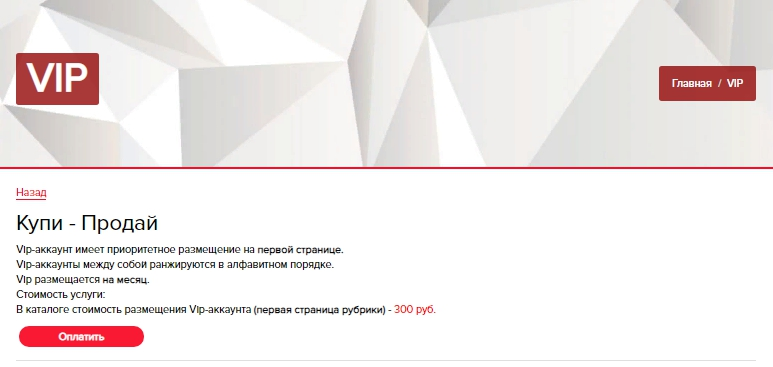 VIP
Главная / VIP
Назад
Купи - Продай
Vip-аккаунт имеет приоритетное размещение на первой странице.
Vip-аккаунты между собой ранжируются в алфавитном порядке.
Vip размещается на месяц.
Стоимость услуги:
В каталоге стоимость размещения Vip-аккаунта (первая страница рубрики) - 300 руб.
Оплатить